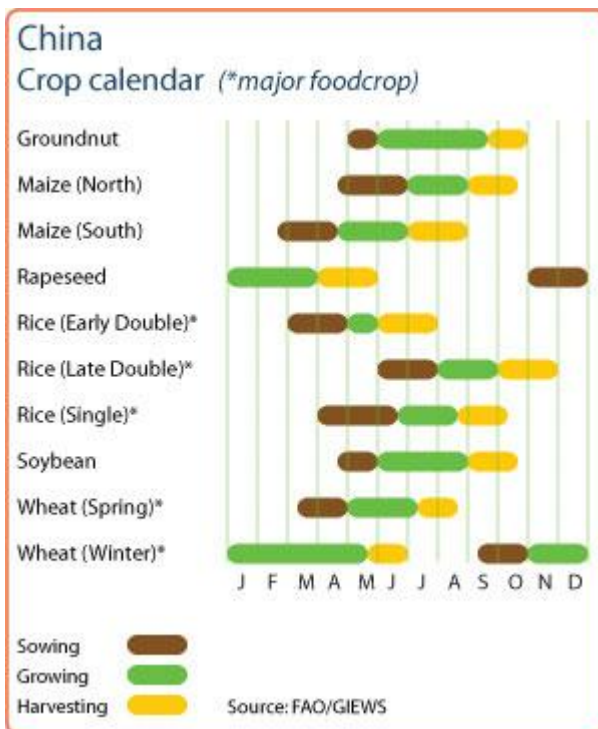 China
Crop calendar (*major foodcrop)
Groundnut
Maize (North)
Maize (South)
Rapeseed
Rice (Early Double)*
Rice (Late Double)*
Rice (Single)*
Soybean
Wheat (Spring)*
Wheat (Winter)*
J F M A M J J A S O N D
Sowing
Growing
Harvesting Source: FAO/GIEWS